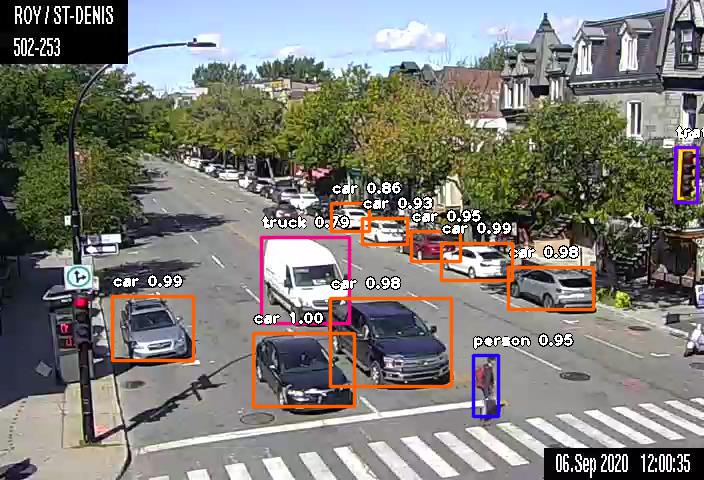 ROY / ST-DENIS
502-253
car 0.86
car 0.93
car 0.95
car 0.99
car 0.98
truck 0.79
car 0.98
car 0.99
car 1.00
person 0.95
06.Sep 2020 12:00:35